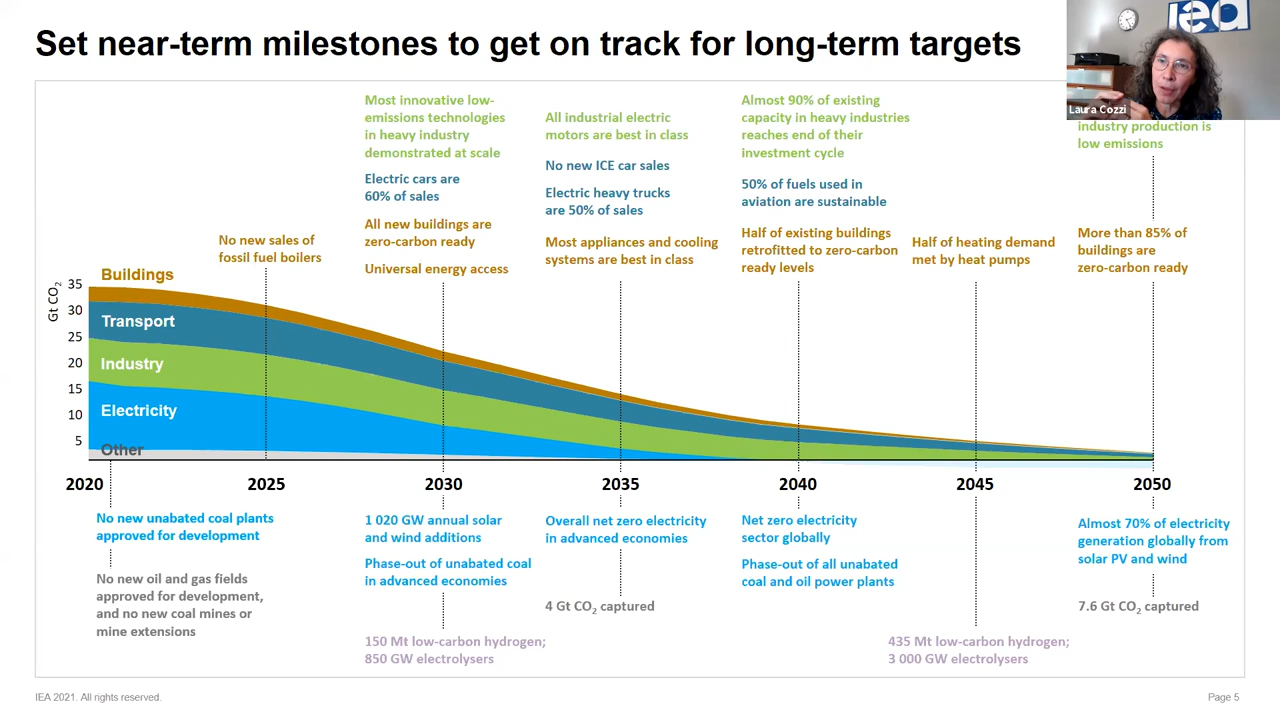 Set near-term milestones to get on track for long-term targets
iea
Laura Cozzi
Most innovative low-
emissions technologies
in heavy industry
demonstrated at scale
Electric cars are
60% of sales
All new buildings are
zero-carbon ready
Universal energy access
All industrial electric
motors are best in class
No new ICE car sales
Electric heavy trucks
are 50% of sales
Most appliances and cooling
systems are best in class
Almost 90% of existing
capacity in heavy industries
reaches end of their
investment cycle
50% of fuels used in
aviation are sustainable
Half of existing buildings
retrofitted to zero-carbon
ready levels
Half of heating demand
met by heat pumps
industry production is
low emissions
More than 85% of
buildings are
zero-carbon ready
No new sales of
fossil fuel boilers
Gt CO₂
35
30
25
20
15
10
5
Buildings
Transport
Industry
Electricity
Other
2020
2025
2030
2035
2040
2045
2050
No new unabated coal plants
approved for development
No new oil and gas fields
approved for development,
and no new coal mines or
mine extensions
1 020 GW annual solar
and wind additions
Phase-out of unabated coal
in advanced economies
150 Mt low-carbon hydrogen;
850 GW electrolysers
Overall net zero electricity
in advanced economies
4 Gt CO₂ captured
Net zero electricity
sector globally
Phase-out of all unabated
coal and oil power plants
435 Mt low-carbon hydrogen;
3 000 GW electrolysers
Almost 70% of electricity
generation globally from
solar PV and wind
7.6 Gt CO₂ captured
IEA 2021. All rights reserved.
Page 5